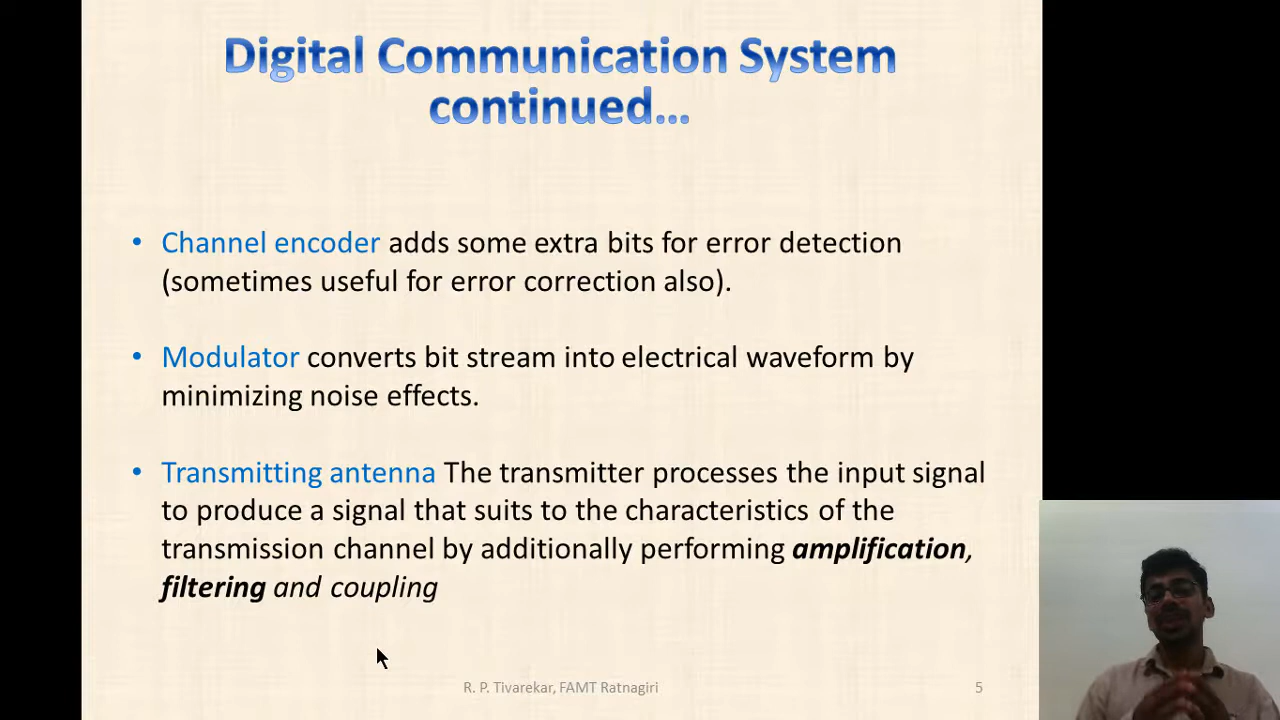 Digital Communication System
continued...
• Channel encoder adds some extra bits for error detection
(sometimes useful for error correction also).
• Modulator converts bit stream into electrical waveform by
minimizing noise effects.
• Transmitting antenna The transmitter processes the input signal
to produce a signal that suits to the characteristics of the
transmission channel by additionally performing amplification,
filtering and coupling
R. P. Tivarekar, FAMT Ratnagiri
5